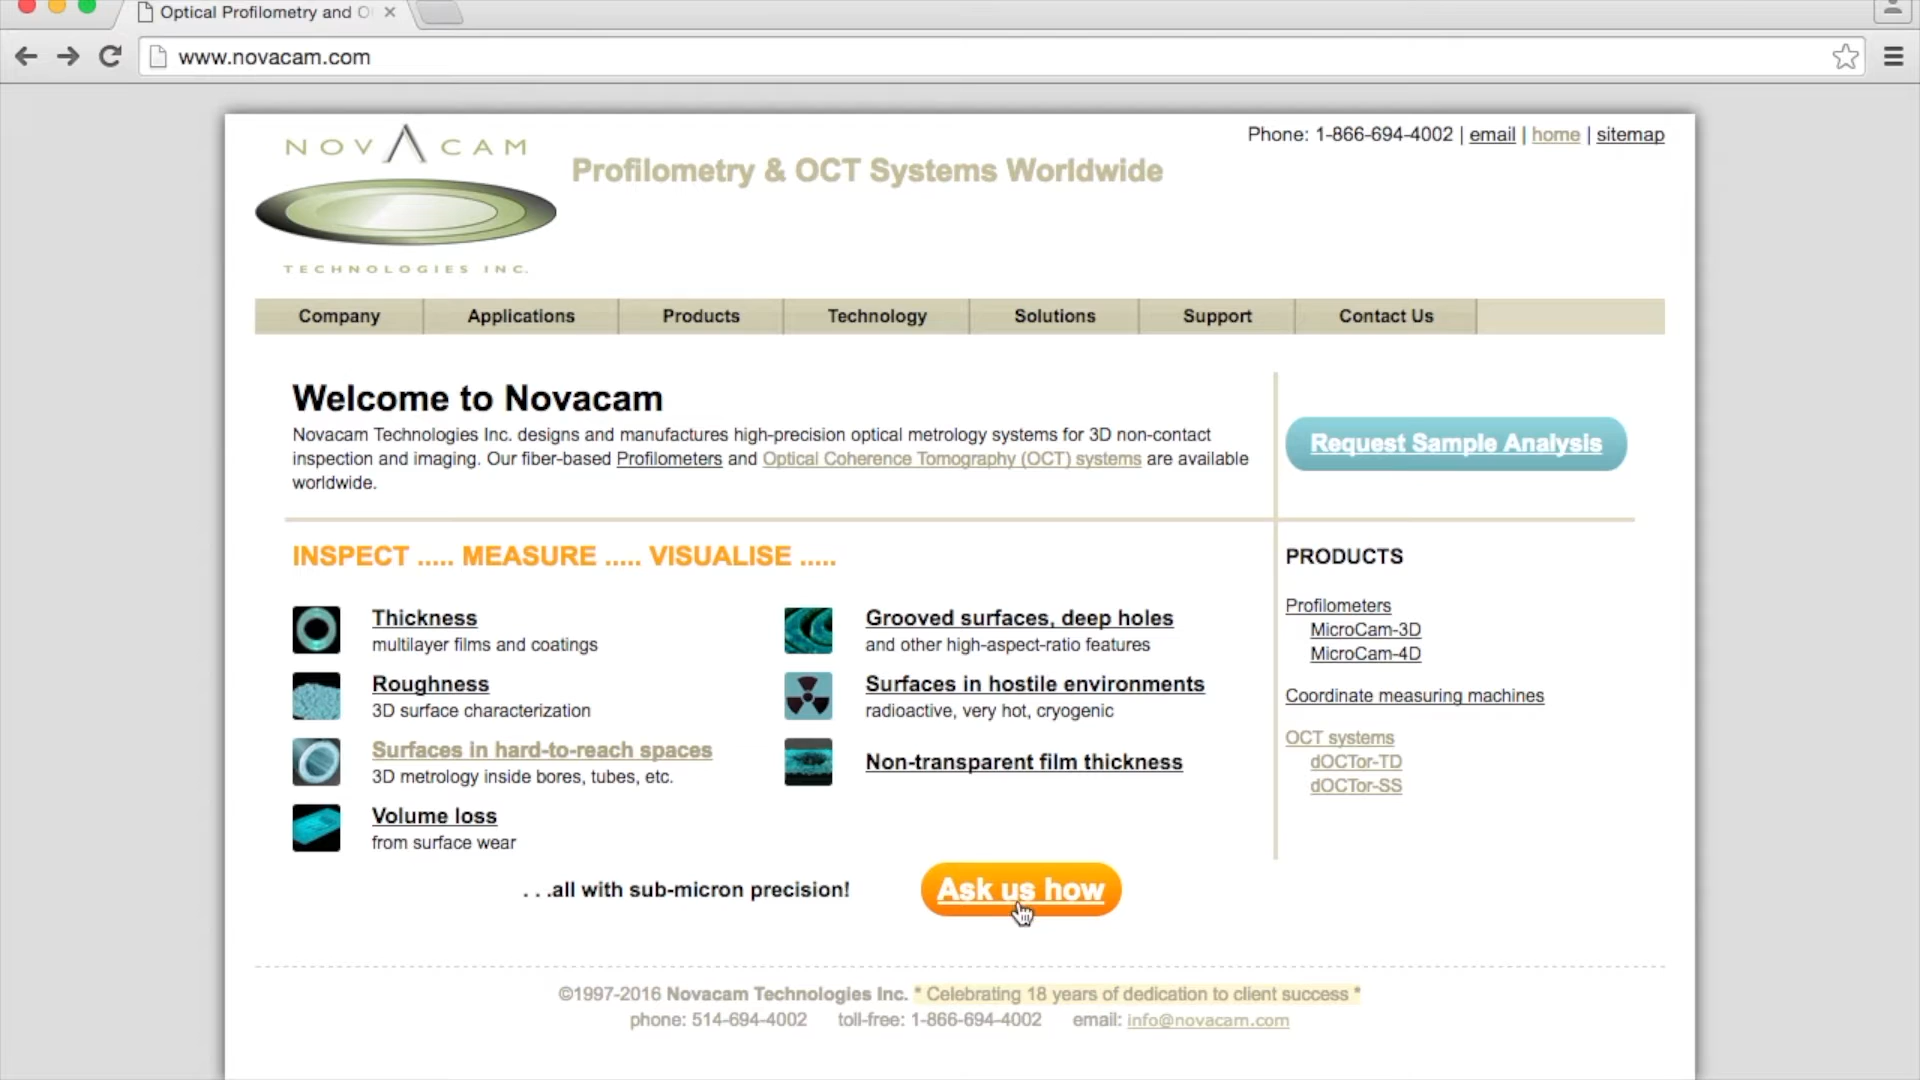 Optical Profilometry and O
www.novacam.com
NOVACAM
TECHNOLOGIES INC.
Profilometry & OCT Systems Worldwide
Phone: 1-866-694-4002 | email | home | sitemap
Company Applications Products Technology Solutions Support Contact Us
Welcome to Novacam
Novacam Technologies Inc. designs and manufactures high-precision optical metrology systems for 3D non-contact
inspection and imaging. Our fiber-based Profilometers and Optical Coherence Tomography (OCT) systems are available
worldwide.
Request Sample Analysis
INSPECT ..... MEASURE ..... VISUALISE .....
Thickness
multilayer films and coatings
Roughness
3D surface characterization
Surfaces in hard-to-reach spaces
3D metrology inside bores, tubes, etc.
Volume loss
from surface wear
Grooved surfaces, deep holes
and other high-aspect-ratio features
Surfaces in hostile environments
radioactive, very hot, cryogenic
Non-transparent film thickness
. . .all with sub-micron precision!
Ask us how
PRODUCTS
Profilometers
MicroCam-3D
MicroCam-4D
Coordinate measuring machines
OCT systems
dOCTor-TD
dOCTor-SS
©1997-2016 Novacam Technologies Inc. * Celebrating 18 years of dedication to client success *
phone: 514-694-4002 toll-free: 1-866-694-4002 email: info@novacam.com